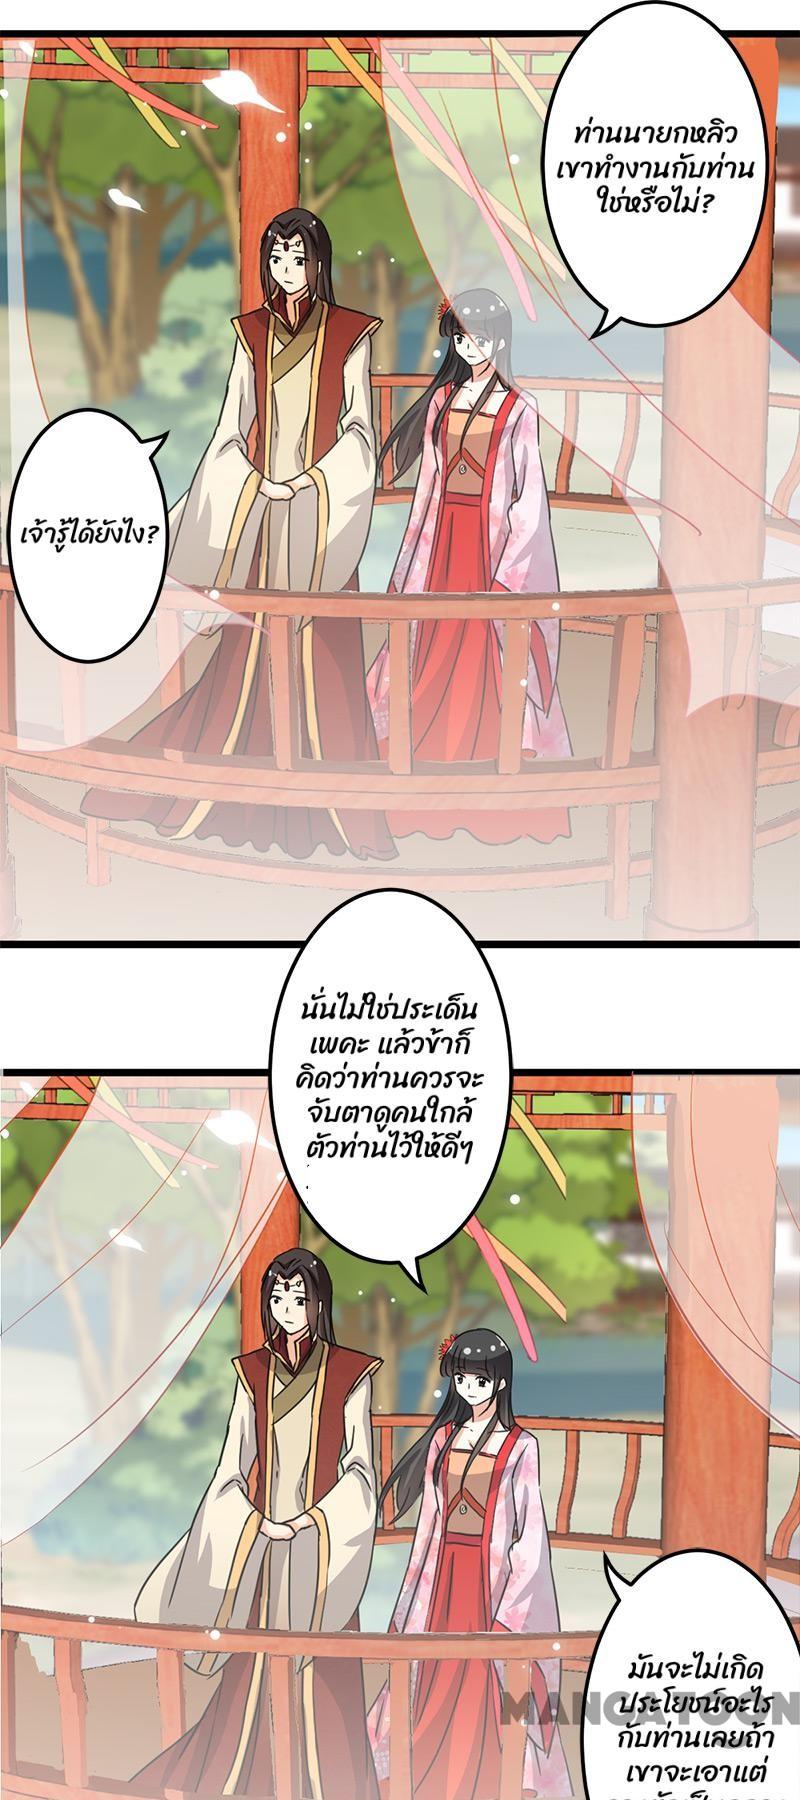 ท่านนายกหลิว
เขาทำงานกับท่าน
ใช่หรือไม่?
เจ้ารู้ได้ยังไง?
นั่นไม่ใช่ประเด็น
เพคะ แล้วข้าก็
คิดว่าท่านควรจะ
จับตาดูคนใกล้
ตัวท่านไว้ให้ดีๆ
มันจะไม่เกิด
ประโยชน์อะไร
กับท่านเลยถ้า
เขาจะเอาแต่
MANGATOON